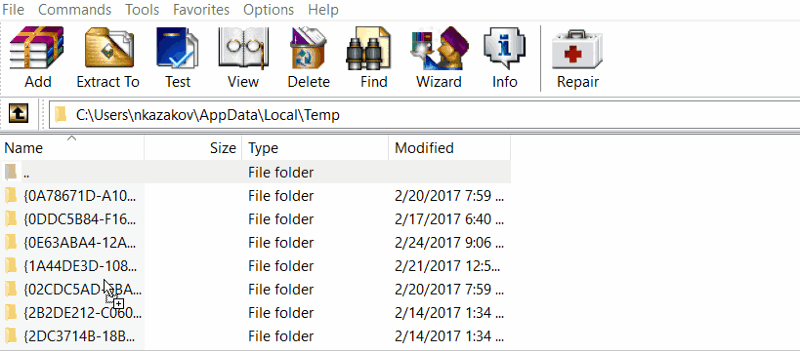 File Commands Tools Favorites Options Help
Add Extract To Test View Delete Find Wizard Info Repair
C:\Users\nkazakov\AppData\Local\Temp
Name Size Type Modified
.. File folder
{0A78671D-A10... File folder 2/20/2017 7:59 ...
{0DDC5B84-F16... File folder 2/17/2017 6:40 ...
{0E63ABA4-12A... File folder 2/24/2017 9:06 ...
{1A44DE3D-108... File folder 2/21/2017 12:5...
{02CDC5AD-6BA... File folder 2/20/2017 7:59 ...
{2B2DE212-C060... File folder 2/14/2017 1:34 ...
{2DC3714B-18B... File folder 2/14/2017 1:34 ...